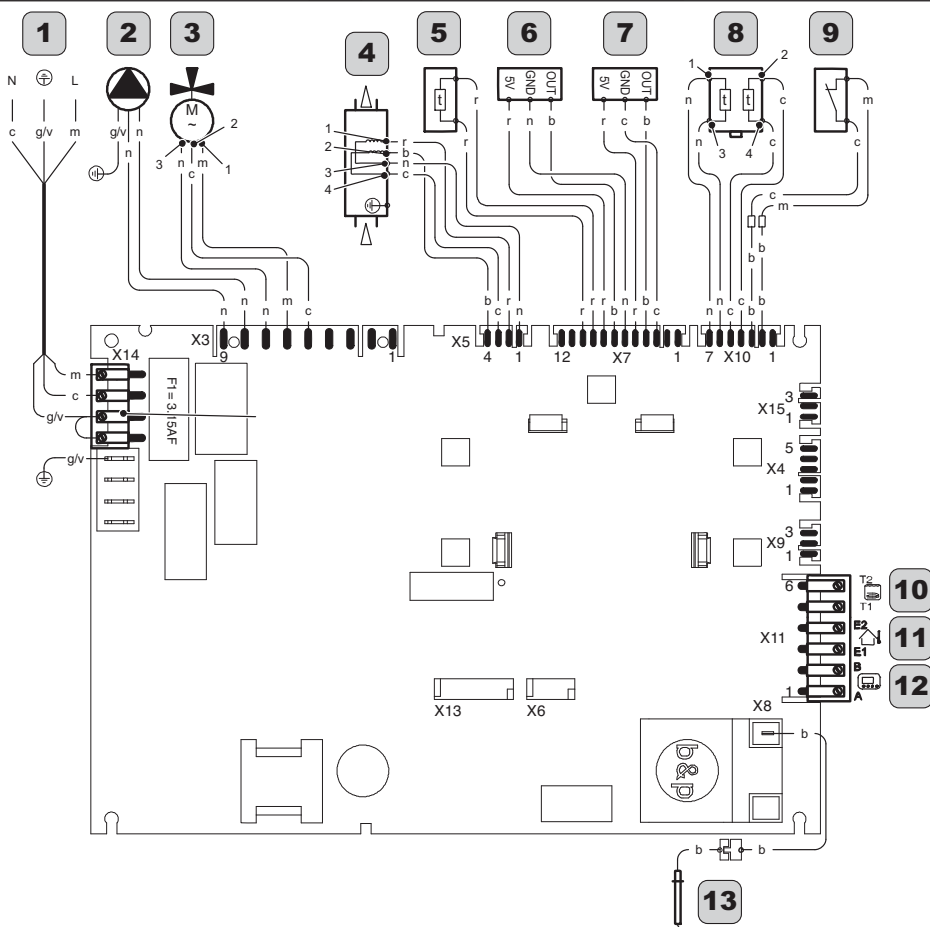 1 2 3 4 5 6 7 8 9
N L
c g/v m
g/v n
n
M
~
3 2 1
n c m
1 r
2 b
3 n
4 c
t
r
r
5V GND OUT
r n b
5V GND OUT
r c b
1 2
t t
n n c c
3 4
m
c
c
m
b b
n n n m c
b c r n
r r r b n r b c
n n c c b b
X3 9 1
X5 4 1
12 X7 1
7 X10 1
X14
m
c
g/v
g/v
F1 = 3,15AF
3
X15
1
5
X4
1
3
X9
1
6
X11
1
T2
T1
10
E2
E1
11
B
A
12
X13
X6
X8
b
d&d
b b
13